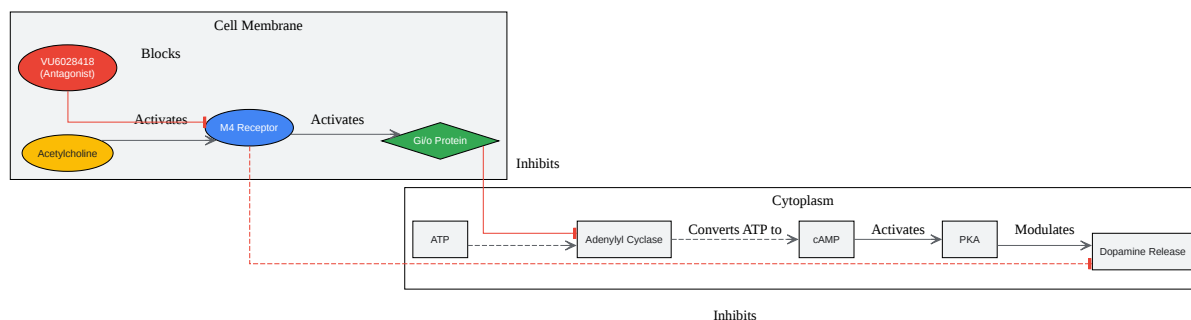 Cell Membrane
VU6028418
(Antagonist)
Blocks
Activates
M4 Receptor
Activates
Gi/o Protein
Acetylcholine
Inhibits
Cytoplasm
ATP
Adenylyl Cyclase
Converts ATP to
cAMP
Activates
PKA
Modulates
Dopamine Release
Inhibits